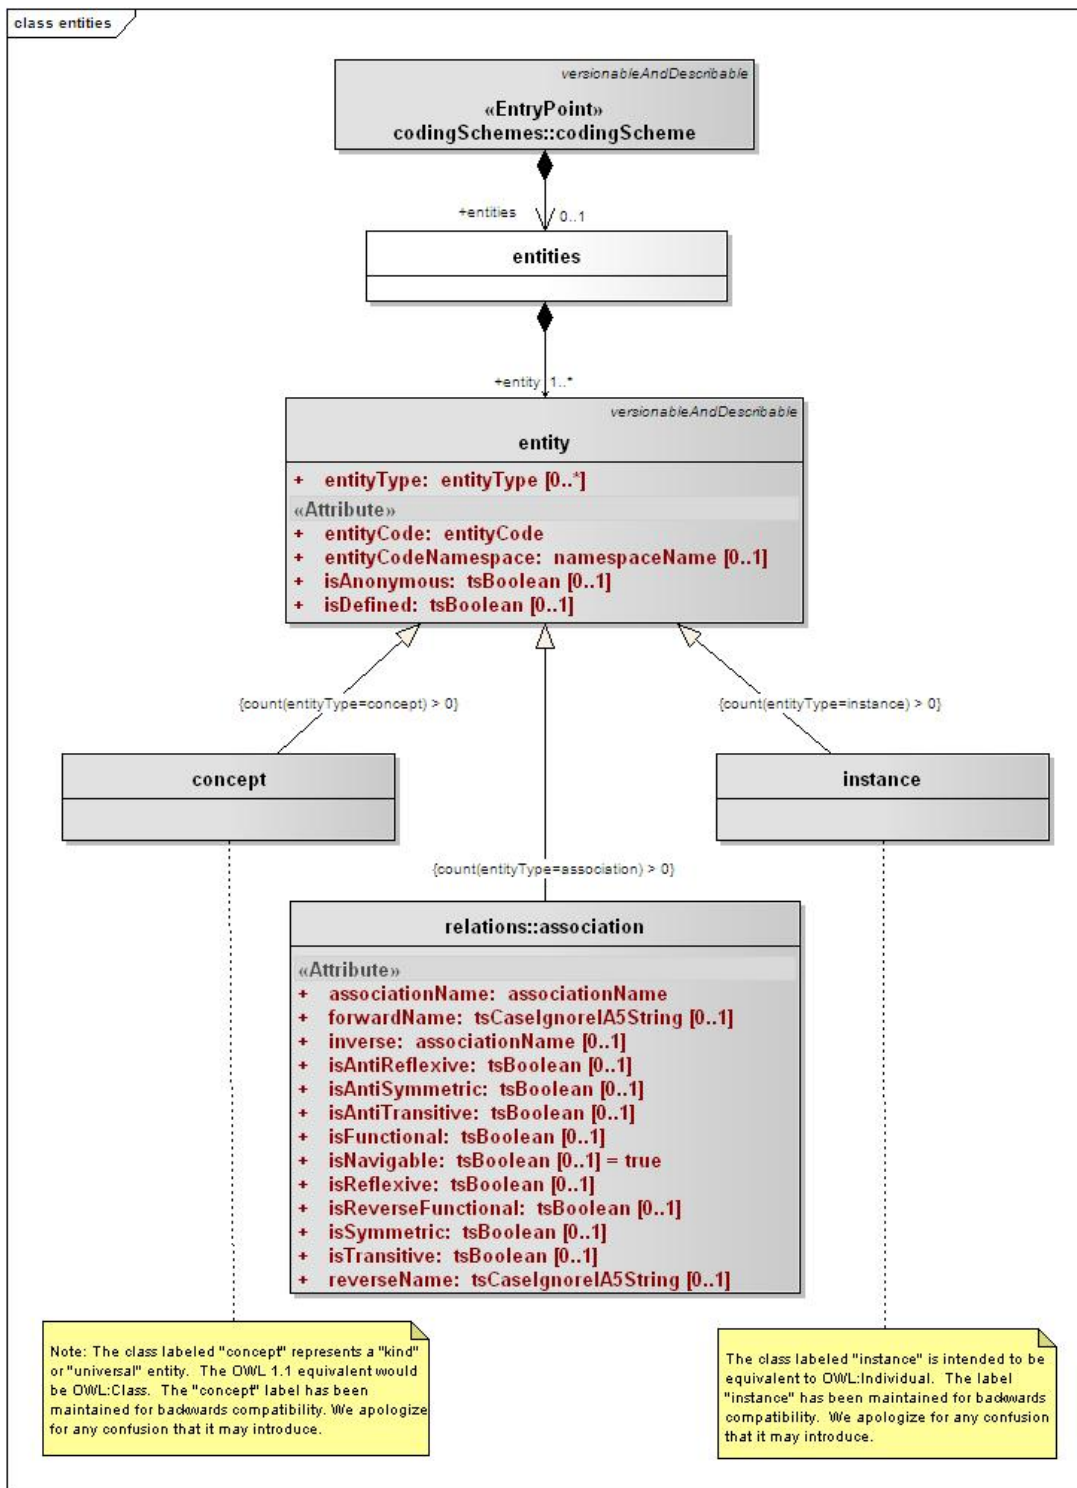 class entities
versionableAndDescribable
«EntryPoint»
codingSchemes::codingScheme
+entities
0..1
entities
+entity
1..*
versionableAndDescribable
entity
+ entityType: entityType [0..*]
«Attribute»
+ entityCode: entityCode
+ entityCodeNamespace: namespaceName [0..1]
+ isAnonymous: tsBoolean [0..1]
+ isDefined: tsBoolean [0..1]
{count(entityType=concept) > 0}
{count(entityType=instance) > 0}
concept
instance
{count(entityType=association) > 0}
relations::association
«Attribute»
+ associationName: associationName
+ forwardName: tsCaseIgnoreIA5String [0..1]
+ inverse: associationName [0..1]
+ isAntiReflexive: tsBoolean [0..1]
+ isAntiSymmetric: tsBoolean [0..1]
+ isAntiTransitive: tsBoolean [0..1]
+ isFunctional: tsBoolean [0..1]
+ isNavigable: tsBoolean [0..1] = true
+ isReflexive: tsBoolean [0..1]
+ isReverseFunctional: tsBoolean [0..1]
+ isSymmetric: tsBoolean [0..1]
+ isTransitive: tsBoolean [0..1]
+ reverseName: tsCaseIgnoreIA5String [0..1]
Note: The class labeled "concept" represents a "kind"
or "universal" entity. The OWL 1.1 equivalent would
be OWL:Class. The "concept" label has been
maintained for backwards compatibility. We apologize
for any confusion that it may introduce.
The class labeled "instance" is intended to be
equivalent to OWL:Individual. The label
"instance" has been maintained for backwards
compatibility. We apologize for any confusion
that it may introduce.